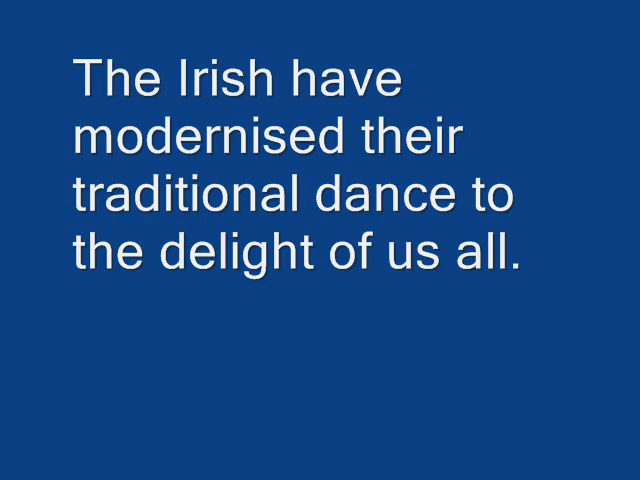 The Irish have
modernised their
traditional dance to
the delight of us all.